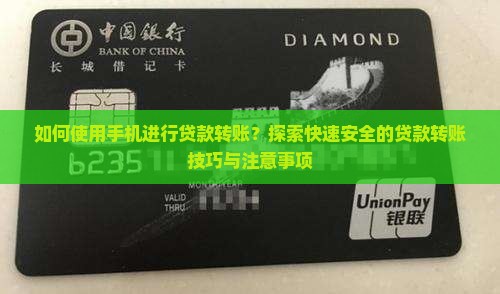 中国银行
BANK OF CHINA
DIAMOND
长城借记卡
如何使用手机进行贷款转账？探索快速安全的贷款转账
技巧与注意事项
6235
MONTH/YEAR
VALID
THRU
UnionPay
银联